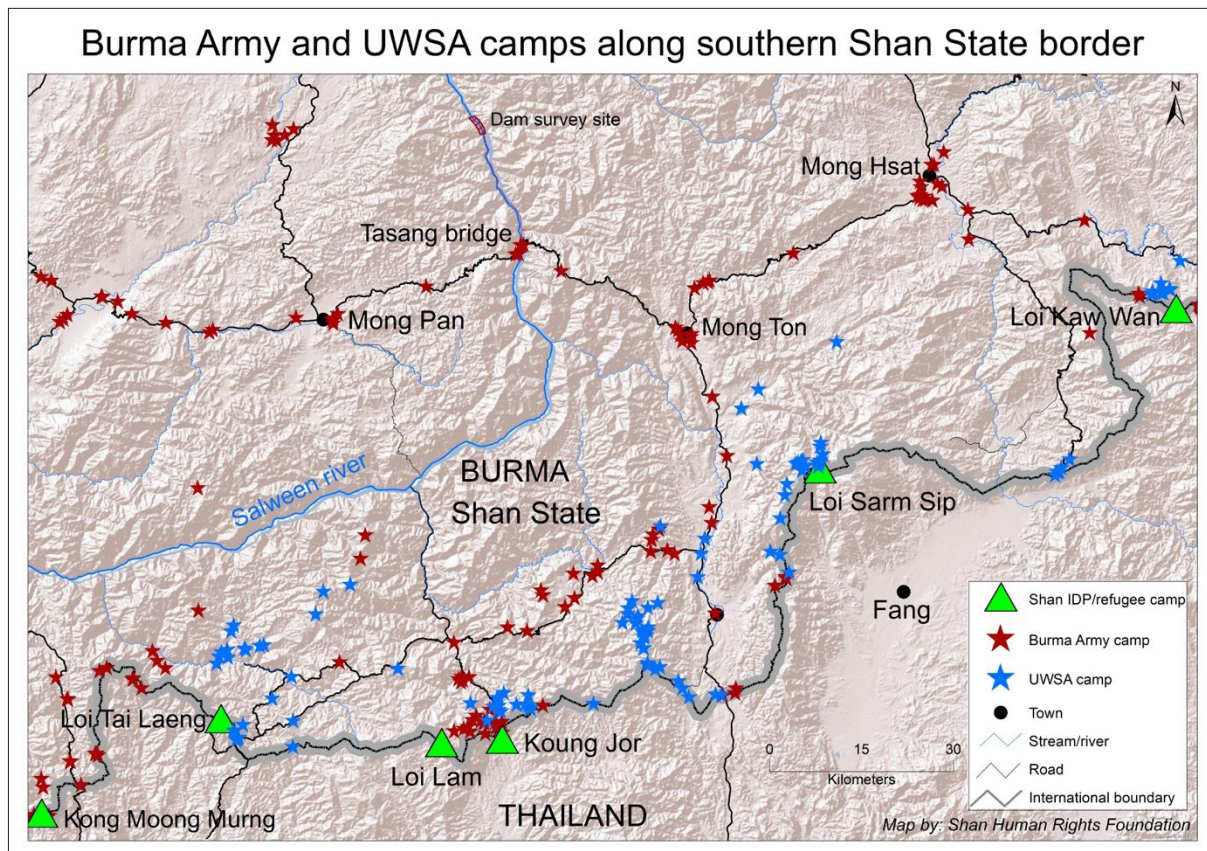 Burma Army and UWSA camps along southern Shan State border
N
Dam survey site
Mong Hsat
Tasang bridge
Loi Kaw Wan
Mong Pan
Mong Ton
BURMA
Shan State
Salween river
Loi Sarm Sip
Fang
Loi Tai Laeng
Loi Lam
Koung Jor
Kong Moong Murng
THAILAND
0 15 30
Kilometers
Shan IDP/refugee camp
Burma Army camp
UWSA camp
Town
Stream/river
Road
International boundary
Map by: Shan Human Rights Foundation